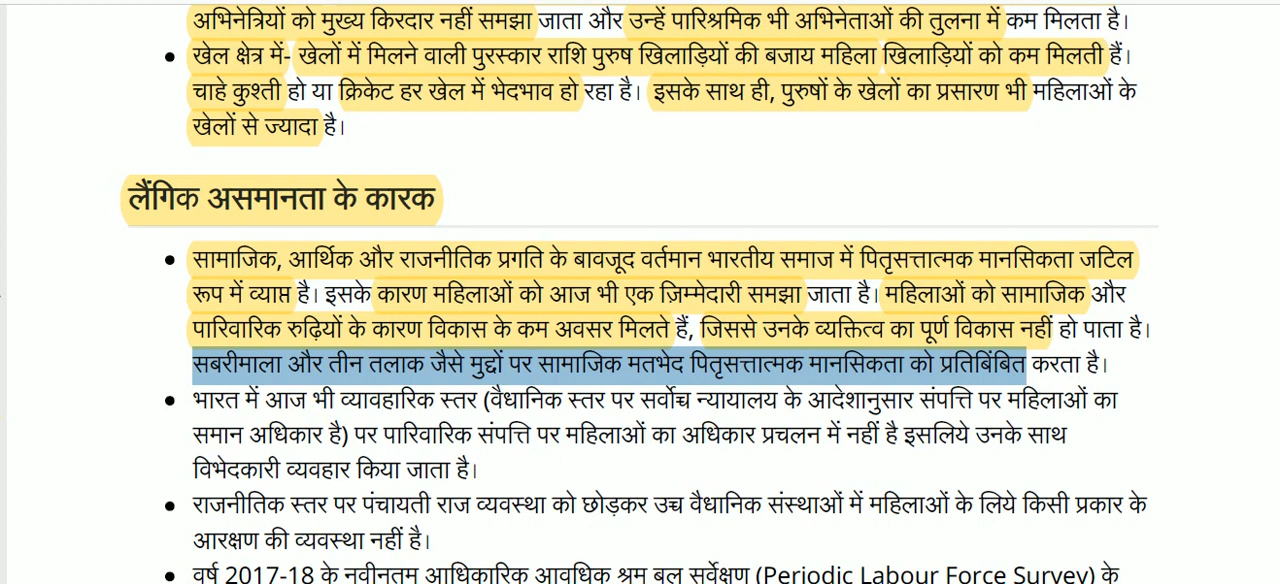 अभिनेत्रियों को मुख्य किरदार नहीं समझा जाता और उन्हें पारिश्रमिक भी अभिनेताओं की तुलना में कम मिलता है।
• खेल क्षेत्र में- खेलों में मिलने वाली पुरस्कार राशि पुरुष खिलाड़ियों की बजाय महिला खिलाड़ियों को कम मिलती हैं।
चाहे कुश्ती हो या क्रिकेट हर खेल में भेदभाव हो रहा है। इसके साथ ही, पुरुषों के खेलों का प्रसारण भी महिलाओं के
खेलों से ज्यादा है।
लैंगिक असमानता के कारक
• सामाजिक, आर्थिक और राजनीतिक प्रगति के बावजूद वर्तमान भारतीय समाज में पितृसत्तात्मक मानसिकता जटिल
रूप में व्याप्त है। इसके कारण महिलाओं को आज भी एक ज़िम्मेदारी समझा जाता है। महिलाओं को सामाजिक और
पारिवारिक रुढ़ियों के कारण विकास के कम अवसर मिलते हैं, जिससे उनके व्यक्तित्व का पूर्ण विकास नहीं हो पाता है।
सबरीमाला और तीन तलाक जैसे मुद्दों पर सामाजिक मतभेद पितृसत्तात्मक मानसिकता को प्रतिबिंबित करता है।
• भारत में आज भी व्यावहारिक स्तर (वैधानिक स्तर पर सर्वोच्च न्यायालय के आदेशानुसार संपत्ति पर महिलाओं का
समान अधिकार है) पर पारिवारिक संपत्ति पर महिलाओं का अधिकार प्रचलन में नहीं है इसलिये उनके साथ
विभेदकारी व्यवहार किया जाता है।
• राजनीतिक स्तर पर पंचायती राज व्यवस्था को छोड़कर उच्च वैधानिक संस्थाओं में महिलाओं के लिये किसी प्रकार के
आरक्षण की व्यवस्था नहीं है।
• वर्ष 2017-18 के नवीनतम आधिकारिक आवधिक श्रम बल सर्वेक्षण (Periodic Labour Force Survey) के